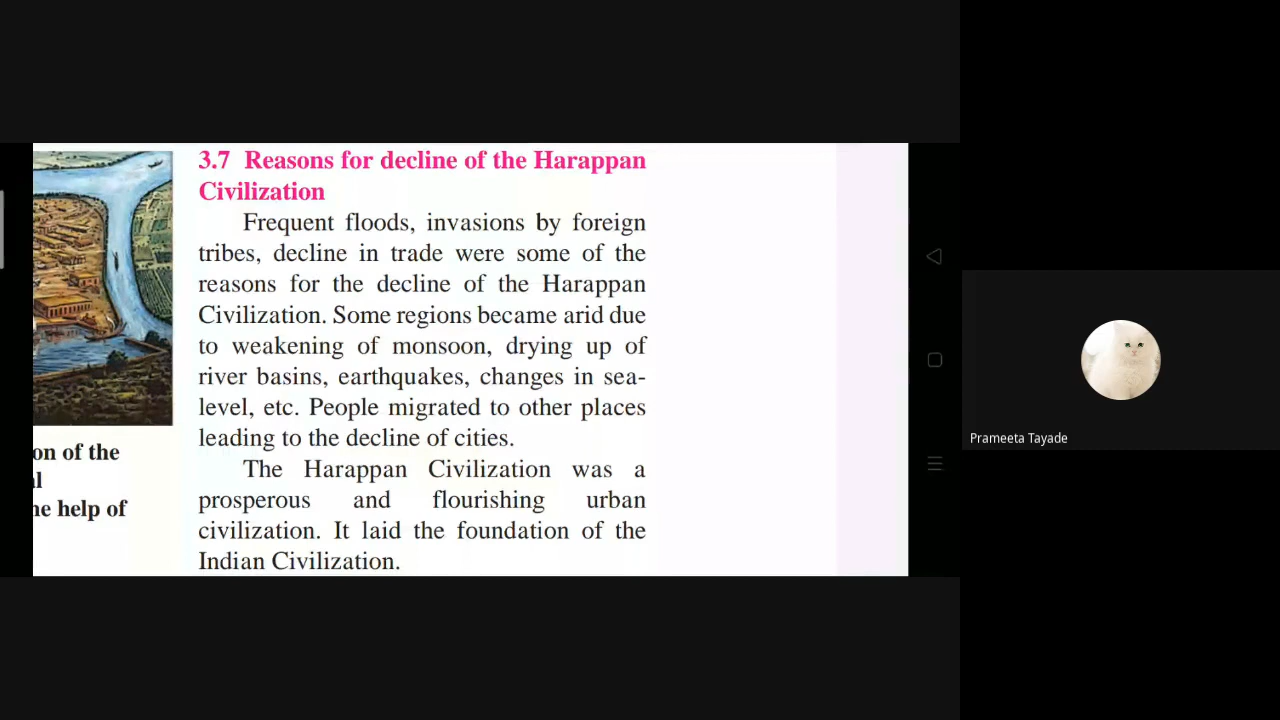 3.7 Reasons for decline of the Harappan
Civilization
Frequent floods, invasions by foreign
tribes, decline in trade were some of the
reasons for the decline of the Harappan
Civilization. Some regions became arid due
to weakening of monsoon, drying up of
river basins, earthquakes, changes in sea-
level, etc. People migrated to other places
leading to the decline of cities.
The Harappan Civilization was a
prosperous and flourishing urban
civilization. It laid the foundation of the
Indian Civilization.
on of the
help of
Prameeta Tayade